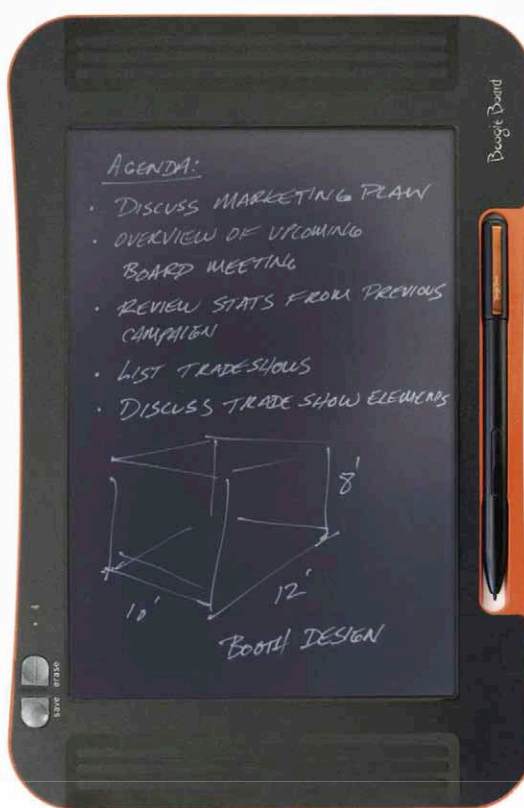 Boogie Board
AGENDA:
• DISCUSS MARKETING PLAN
• OVERVIEW OF UPCOMING
BOARD MEETING
• REVIEW STATS FROM PREVIOUS
CAMPAIGN
• LIST TRADESHOWS
• DISCUSS TRADE SHOW ELEMENTS
8'
12'
10'
BOOTH DESIGN
save erase